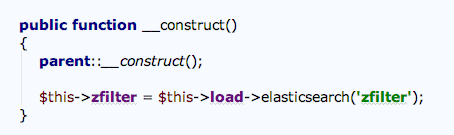 public function __construct()
{
parent::__construct();
$this->zfilter = $this->load->elasticsearch('zfilter');
}